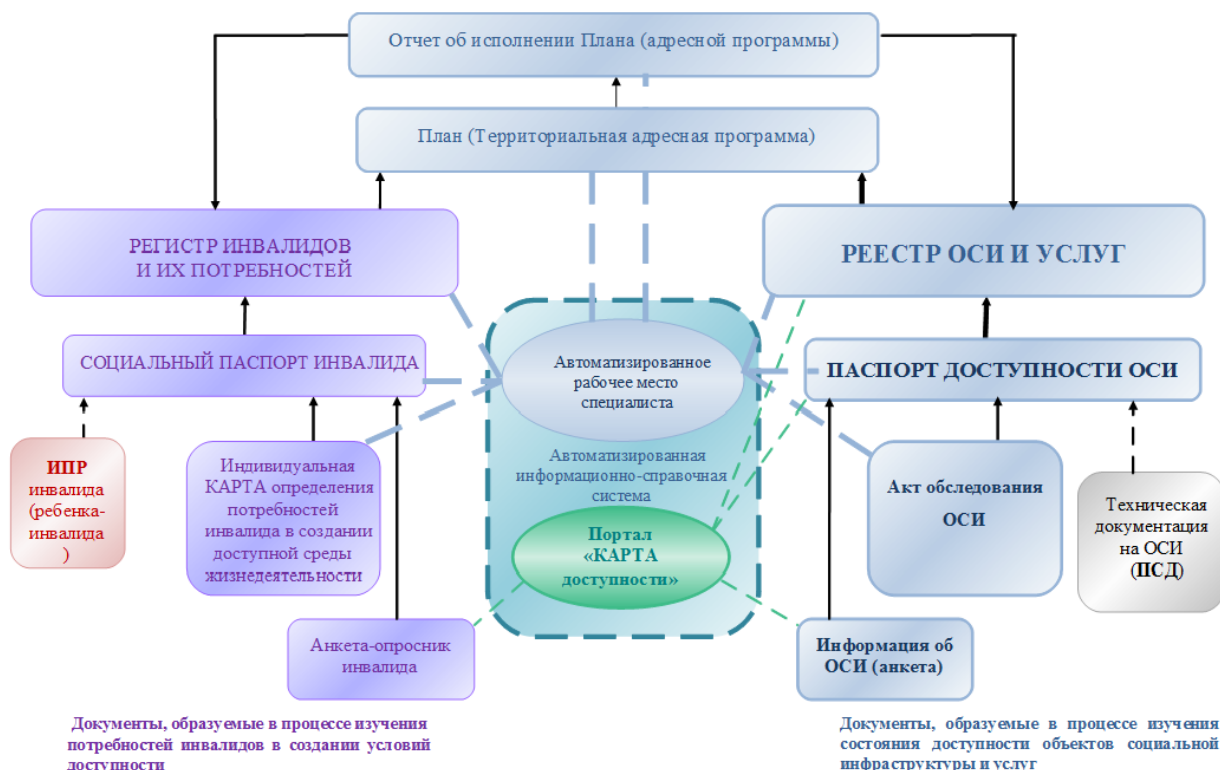 Отчет об исполнении Плана (адресной программы)
План (Территориальная адресная программа)
РЕГИСТР ИНВАЛИДОВ
И ИХ ПОТРЕБНОСТЕЙ
РЕЕСТР ОСИ И УСЛУГ
СОЦИАЛЬНЫЙ ПАСПОРТ ИНВАЛИДА
Автоматизированное
рабочее место
специалиста
ПАСПОРТ ДОСТУПНОСТИ ОСИ
ИПР
инвалида
(ребенка-
инвалида
)
Индивидуальная
КАРТА определения
потребностей
инвалида в создании
доступной среды
жизнедеятельности
Автоматизированная
информационно-справочная
система
Портал
«КАРТА
доступности»
Акт обследования
ОСИ
Техническая
документация
на ОСИ
(ПСД)
Анкета-опросник
инвалида
Информация об
ОСИ (анкета)
Документы, образуемые в процессе изучения
потребностей инвалидов в создании условий
доступности
Документы, образуемые в процессе изучения
состояния доступности объектов социальной
инфраструктуры и услуг